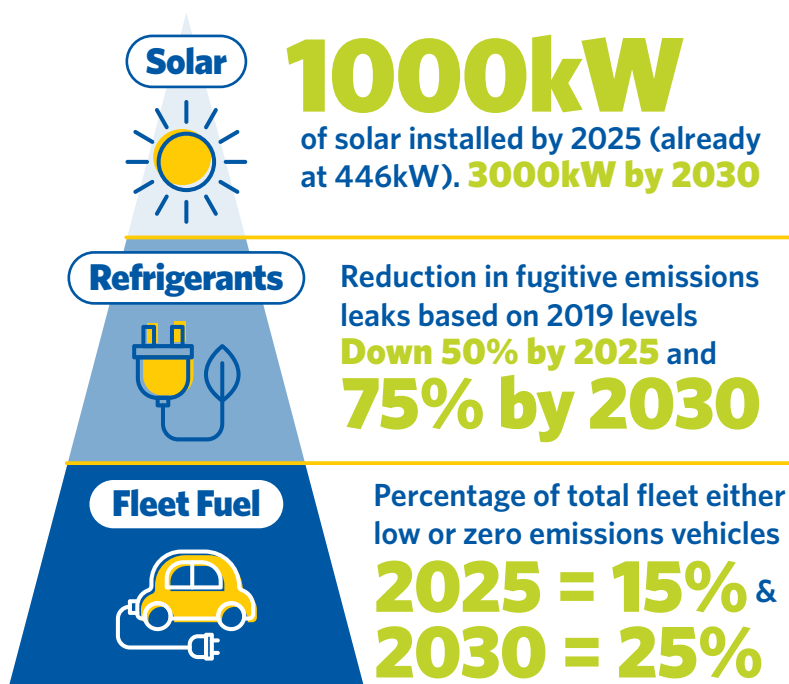 Solar
1000kW
of solar installed by 2025 (already
at 446kW). 3000kW by 2030
Refrigerants
Reduction in fugitive emissions
leaks based on 2019 levels
Down 50% by 2025 and
75% by 2030
Fleet Fuel
Percentage of total fleet either
low or zero emissions vehicles
2025 = 15% &
2030 = 25%